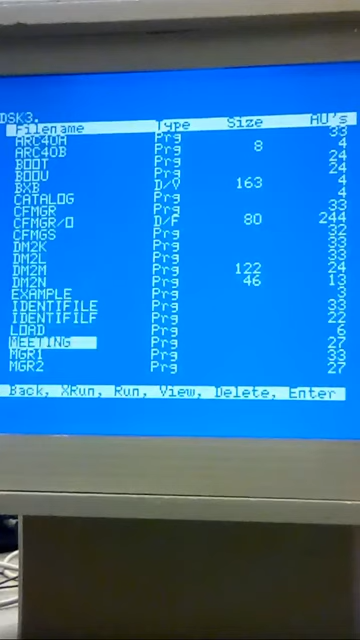 DSK3.
Filename Type Size AU's
ARC40A Prg 33
ARC40B Prg 8 4
BOOT Prg 24
BOOU Prg 24
BXB D/V 163 4
CATALOG Prg 4
CFMGR Prg 33
CFMGR/O D/F 80 244
CFMGS Prg 32
DM2K Prg 33
DM2L Prg 33
DM2M Prg 122 24
DM2N Prg 46 13
EXAMPLE Prg 3
IDENTIFILE Prg 33
IDENTIFILF Prg 22
LOAD Prg 6
MEETING Prg 27
MGR1 Prg 33
MGR2 Prg 27
Back, XRun, Run, View, Delete, Enter